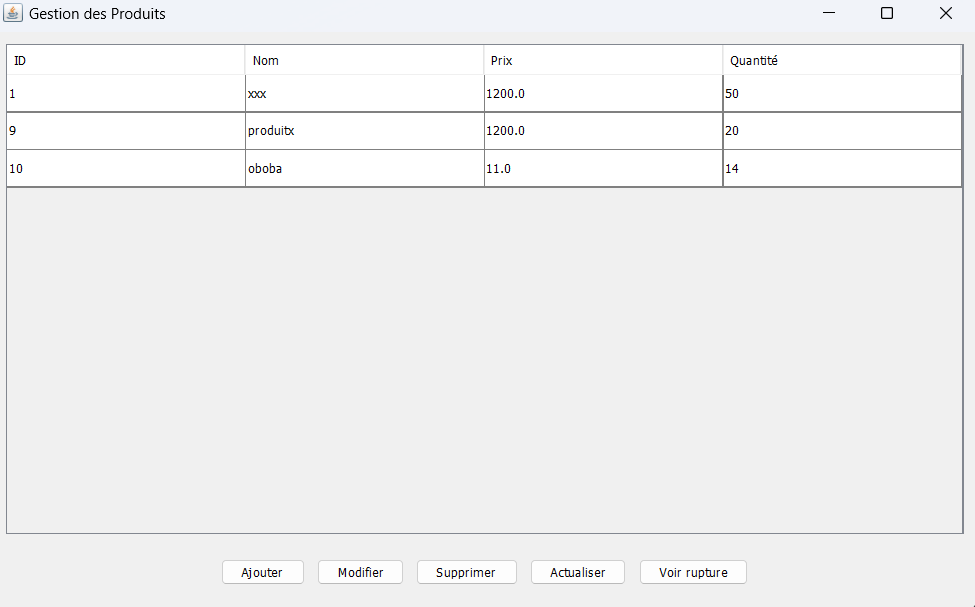 Gestion des Produits
ID Nom Prix Quantité
1 xxx 1200.0 50
9 produitx 1200.0 20
10 oboba 11.0 14
Ajouter Modifier Supprimer Actualiser Voir rupture